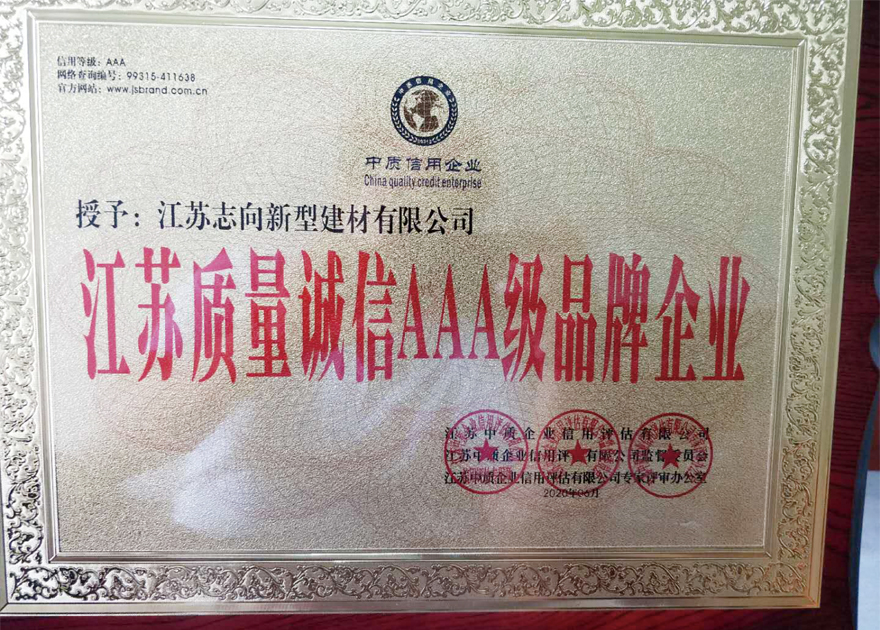 信用等级：AAA
网络查询编号：99315-411638
官方网站：www.jsbrand.com.cn
中质信用企业
China quality credit enterprise
授予：江苏志向新型建材有限公司
江苏质量诚信AAA级品牌企业
江苏中质企业信用评估有限公司
江苏中质企业信用评估有限公司监督委员会
江苏中质企业信用评估有限公司专家评审办公室
2020年06月